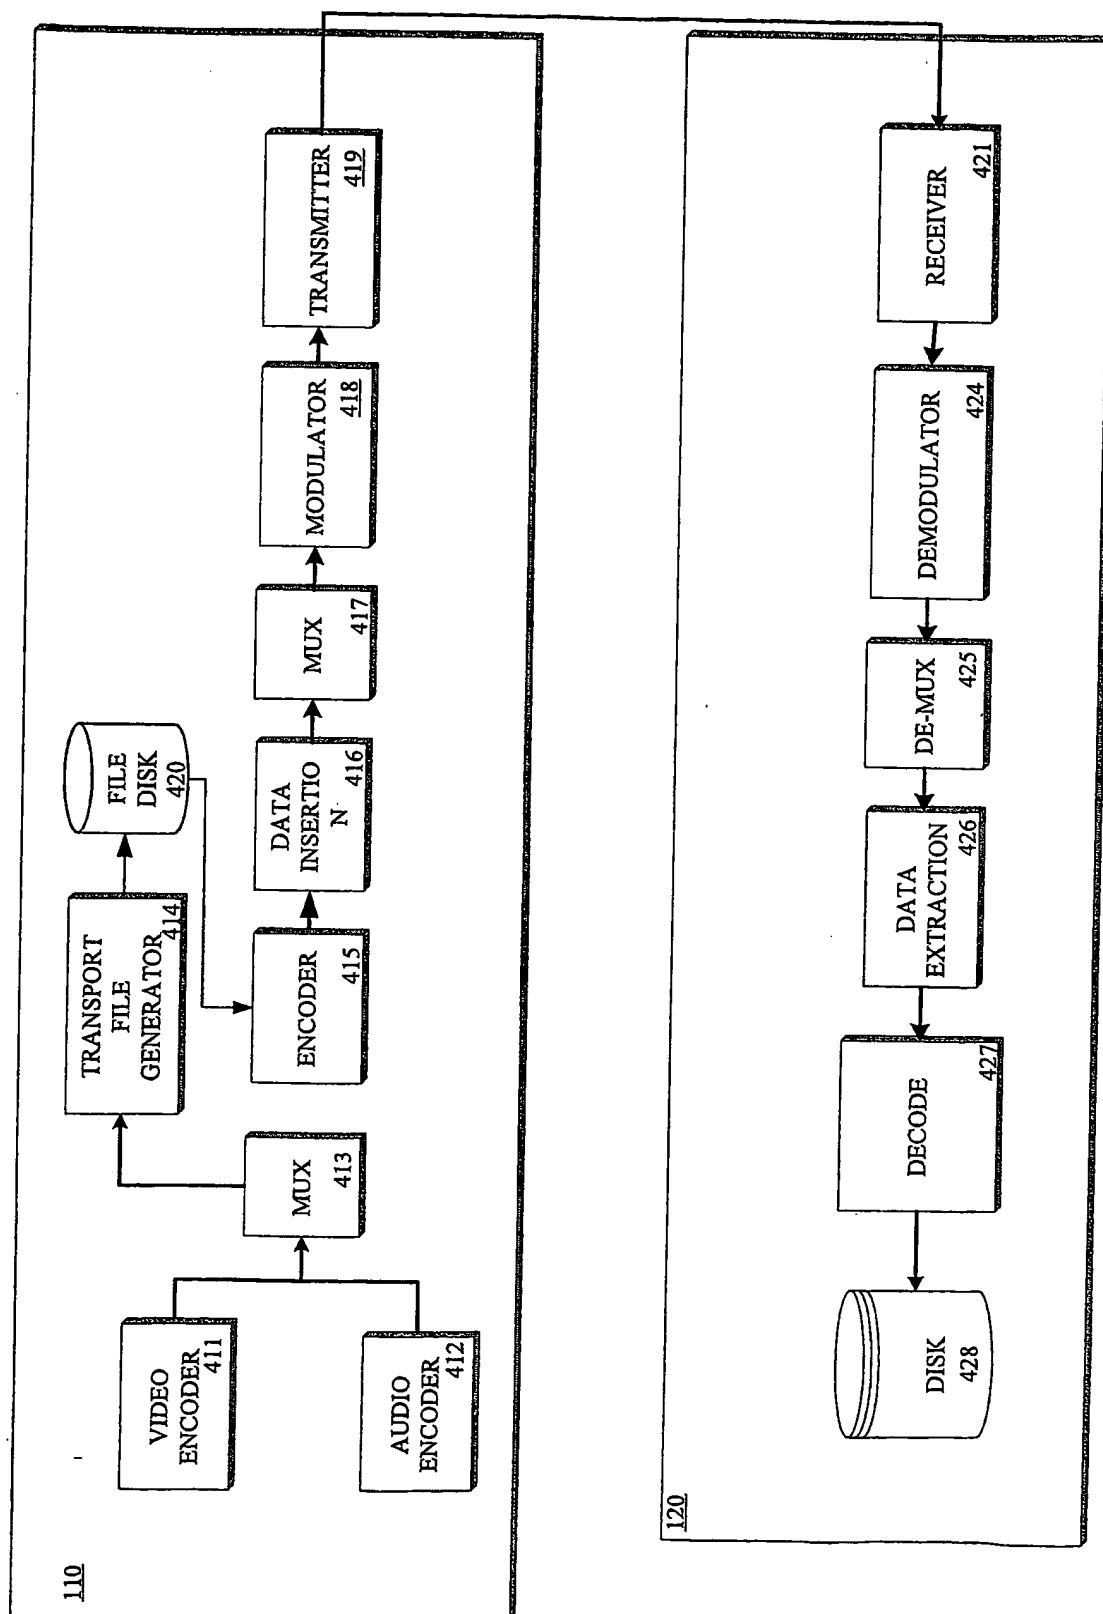 110
VIDEO
ENCODER
411
AUDIO
ENCODER
412
MUX
413
TRANSPORT
FILE
GENERATOR
414
FILE
DISK
420
ENCODER
415
DATA
INSERTIO
N
416
MUX
417
MODULATOR
418
TRANSMITTER
419
120
RECEIVER
421
DEMODULATOR
424
DE-MUX
425
DATA
EXTRACTION
426
DECODE
427
DISK
428